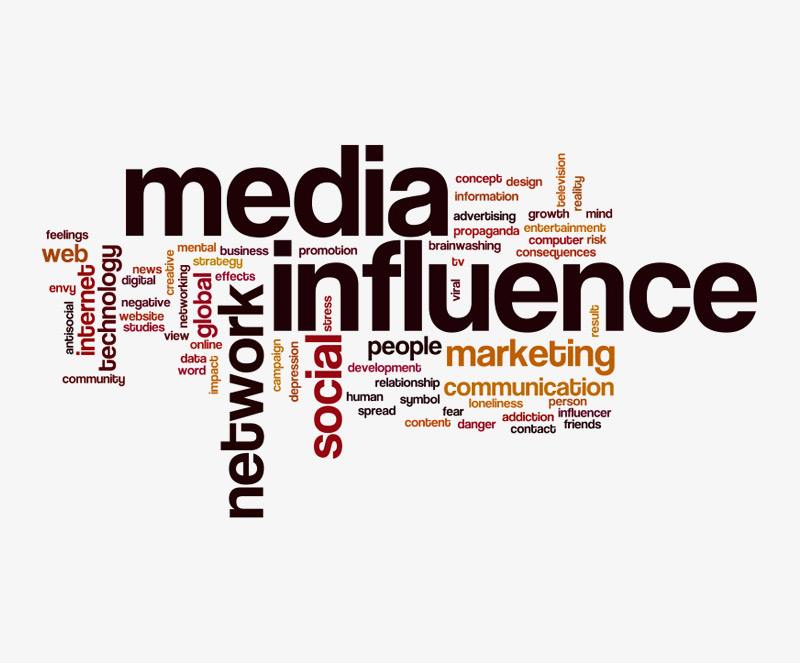 media
influence
network
social
concept
design
information
television
reality
advertising
growth
mind
propaganda
entertainment
brainwashing
computer
risk
consequences
tv
viral
result
feelings
web
envy
antisocial
internet
technology
community
news
digital
negative
website
studies
creative
networking
view
mental
business
strategy
effects
global
online
data
word
impact
promotion
stress
campaign
depression
people
marketing
development
relationship
communication
human
symbol
loneliness
person
spread
fear
addiction
influencer
content
danger
contact
friends